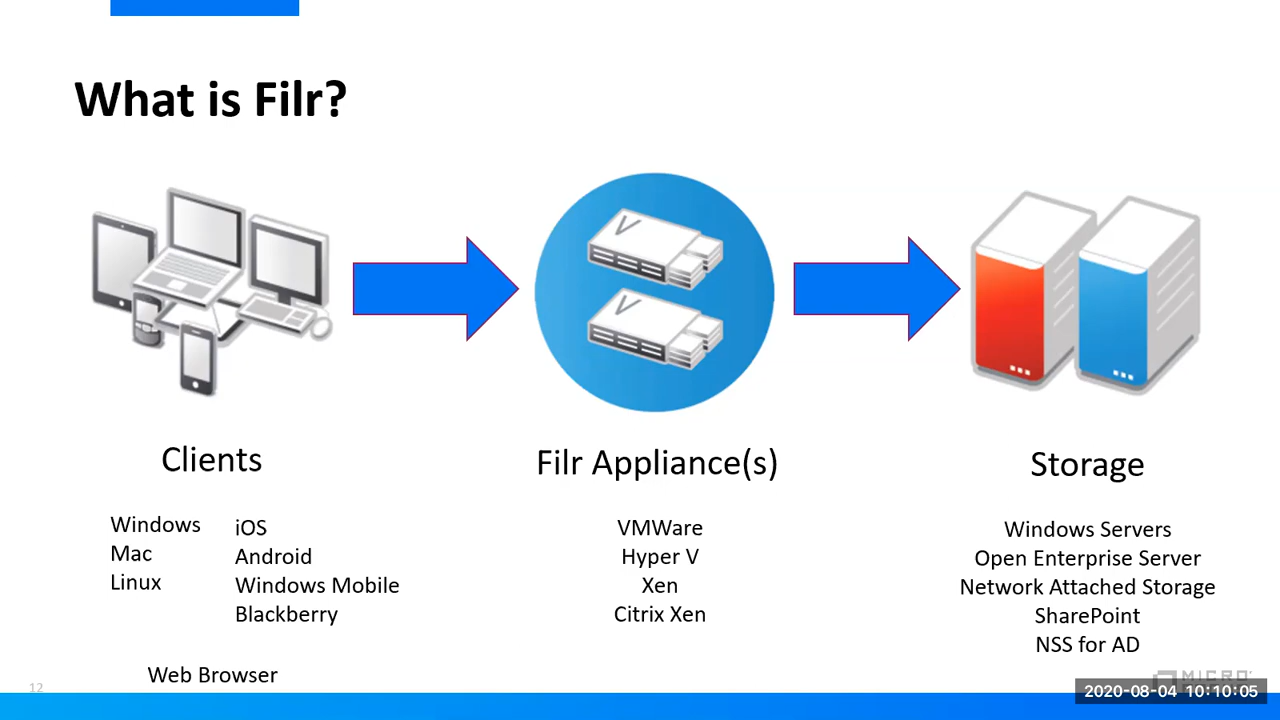 What is Filr?
V
V
Clients
Windows
Mac
Linux
iOS
Android
Windows Mobile
Blackberry
Web Browser
Filr Appliance(s)
VMWare
Hyper V
Xen
Citrix Xen
Storage
Windows Servers
Open Enterprise Server
Network Attached Storage
SharePoint
NSS for AD
12
MICRO
2020-08-04 10:10:05